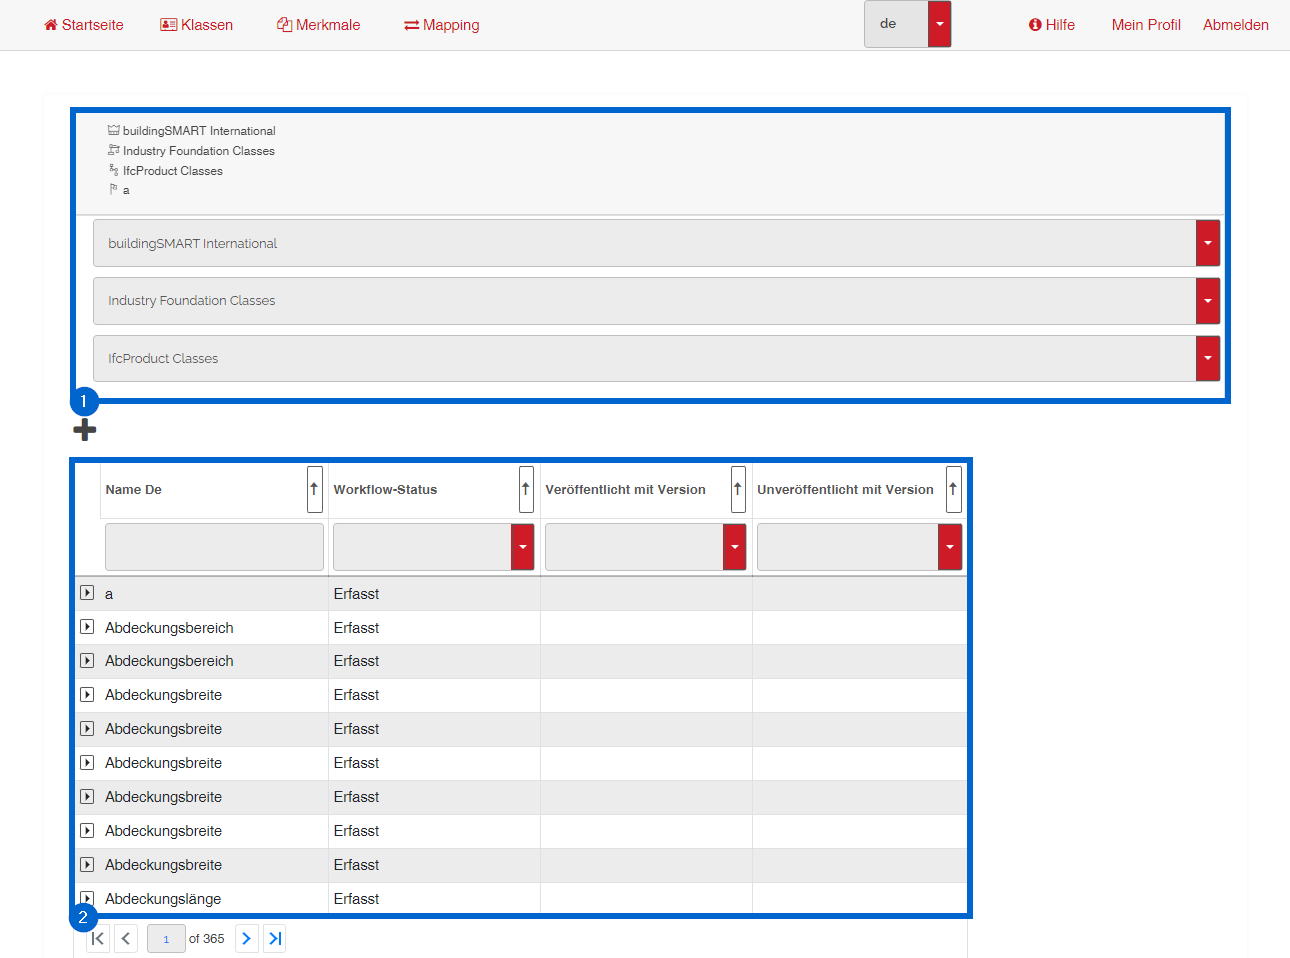 Startseite Klassen Merkmale Mapping de Hilfe Mein Profil Abmelden
buildingSMART International
Industry Foundation Classes
IfcProduct Classes
a
buildingSMART International
Industry Foundation Classes
IfcProduct Classes
1
Name De Workflow-Status Veröffentlicht mit Version Unveröffentlicht mit Version
a Erfasst
Abdeckungsbereich Erfasst
Abdeckungsbereich Erfasst
Abdeckungsbreite Erfasst
Abdeckungsbreite Erfasst
Abdeckungsbreite Erfasst
Abdeckungsbreite Erfasst
Abdeckungsbreite Erfasst
Abdeckungsbreite Erfasst
Abdeckungslänge Erfasst
2
1 of 365